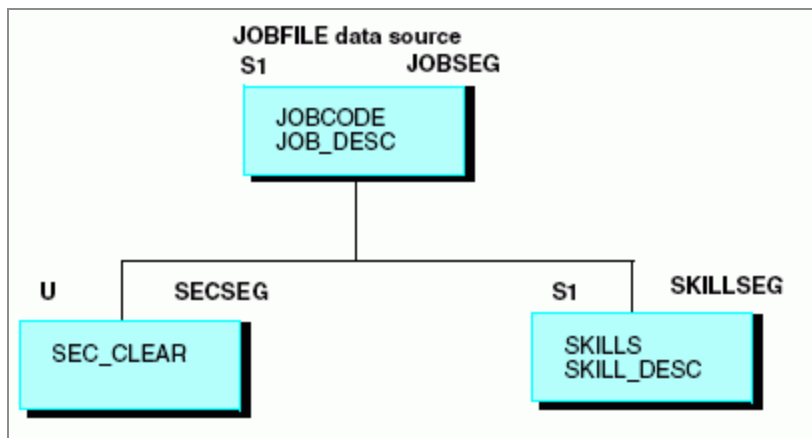 JOBFILE data source
S1 JOBSEG
JOBCODE
JOB_DESC
U SECSEG S1 SKILLSEG
SEC_CLEAR
SKILLS
SKILL_DESC